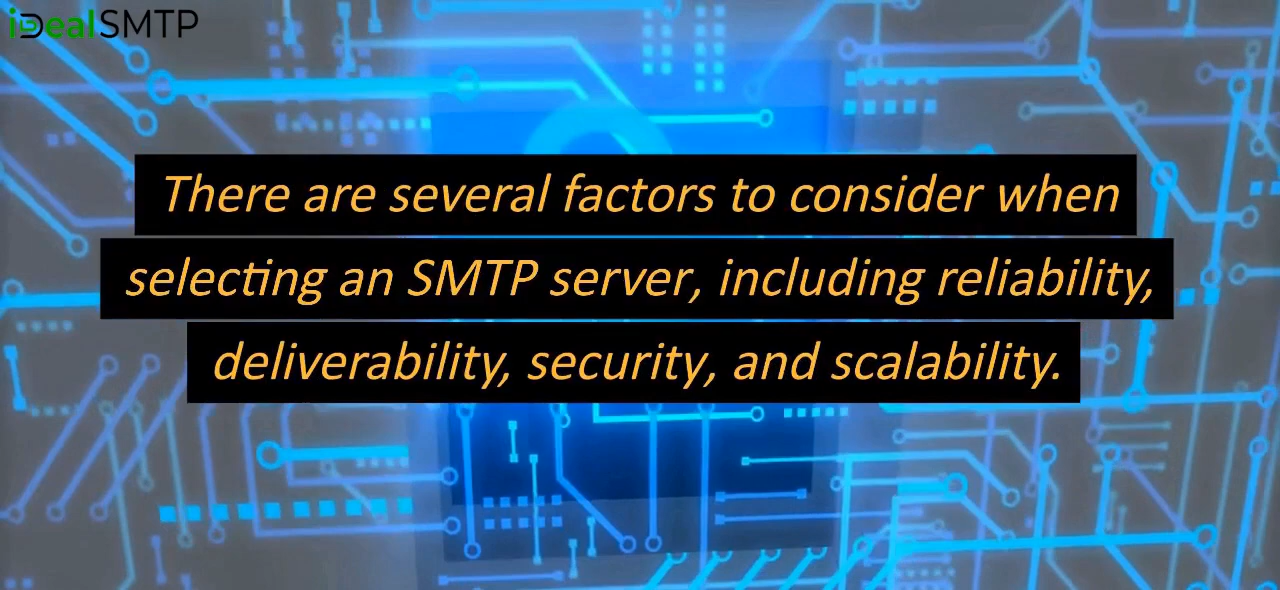 iDealSMTP
There are several factors to consider when
selecting an SMTP server, including reliability,
deliverability, security, and scalability.